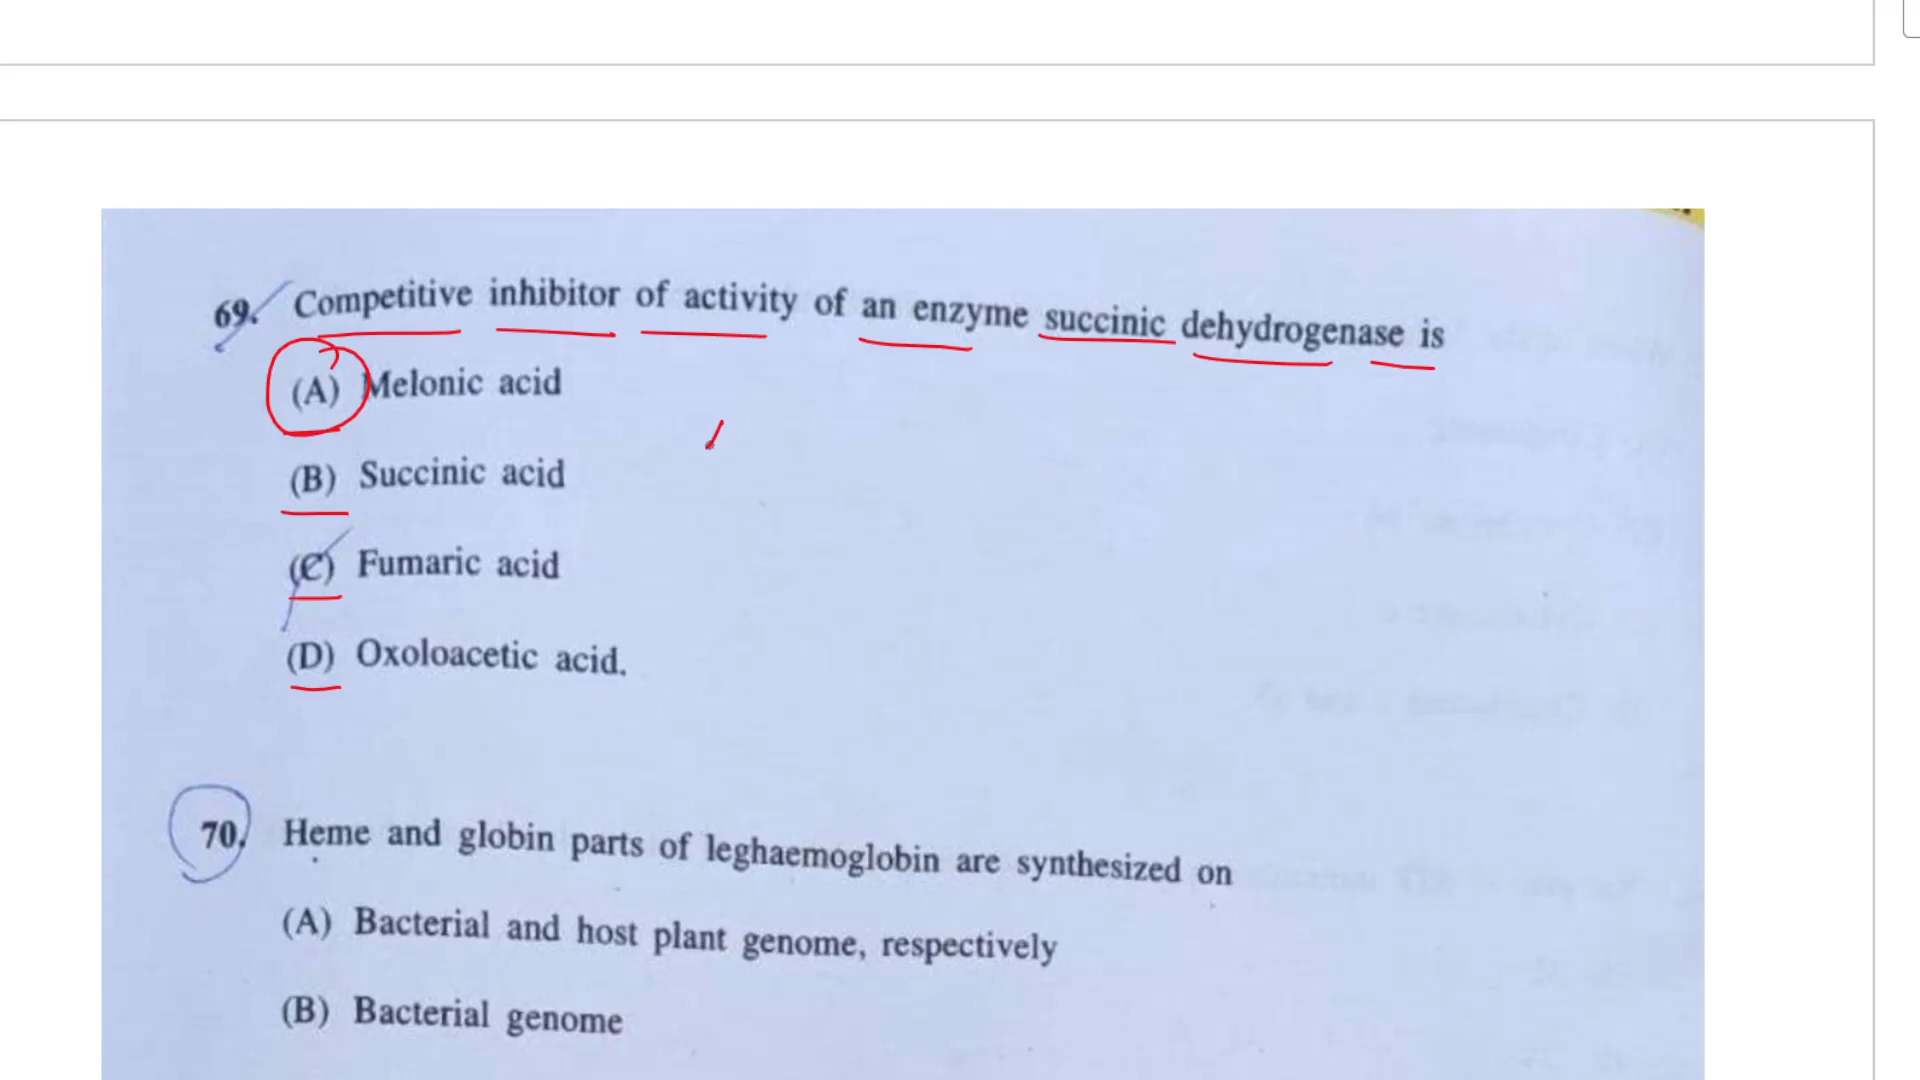 69. Competitive inhibitor of activity of an enzyme succinic dehydrogenase is
(A) Melonic acid
(B) Succinic acid
(C) Fumaric acid
(D) Oxoloacetic acid.
70. Heme and globin parts of leghaemoglobin are synthesized on
(A) Bacterial and host plant genome, respectively
(B) Bacterial genome